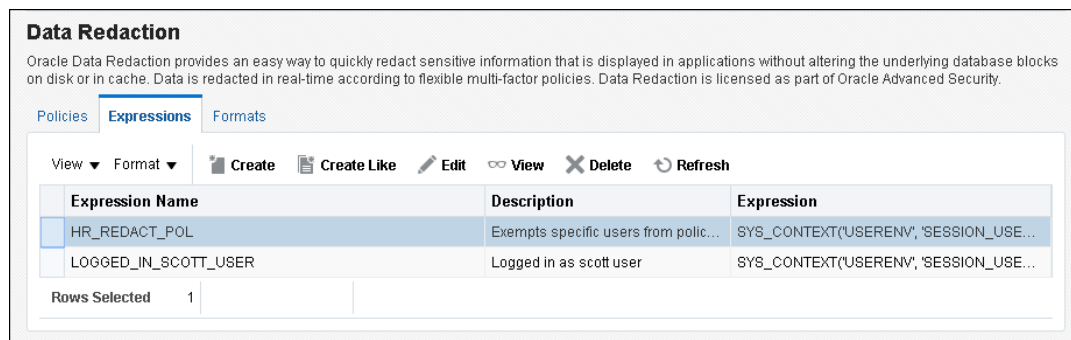 Data Redaction
Oracle Data Redaction provides an easy way to quickly redact sensitive information that is displayed in applications without altering the underlying database blocks
on disk or in cache. Data is redacted in real-time according to flexible multi-factor policies. Data Redaction is licensed as part of Oracle Advanced Security.
Policies Expressions Formats
View Format Create Create Like Edit View Delete Refresh
Expression Name Description Expression
HR_REDACT_POL Exempts specific users from polic... SYS_CONTEXT('USERENV', 'SESSION_USE...
LOGGED_IN_SCOTT_USER Logged in as scott user SYS_CONTEXT('USERENV', 'SESSION_USE...
Rows Selected 1